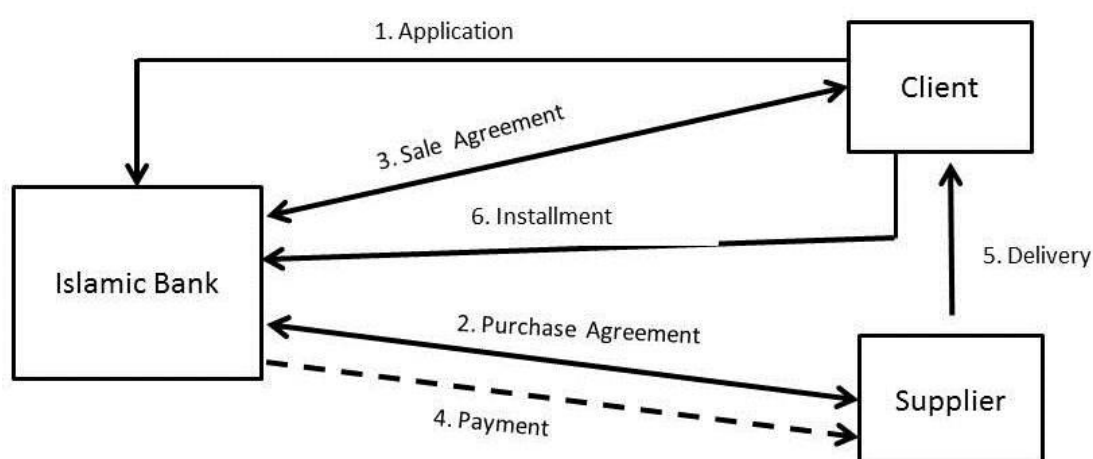 1. Application
Client
3. Sale Agreement
6. Installment
5. Delivery
Islamic Bank
2. Purchase Agreement
Supplier
4. Payment